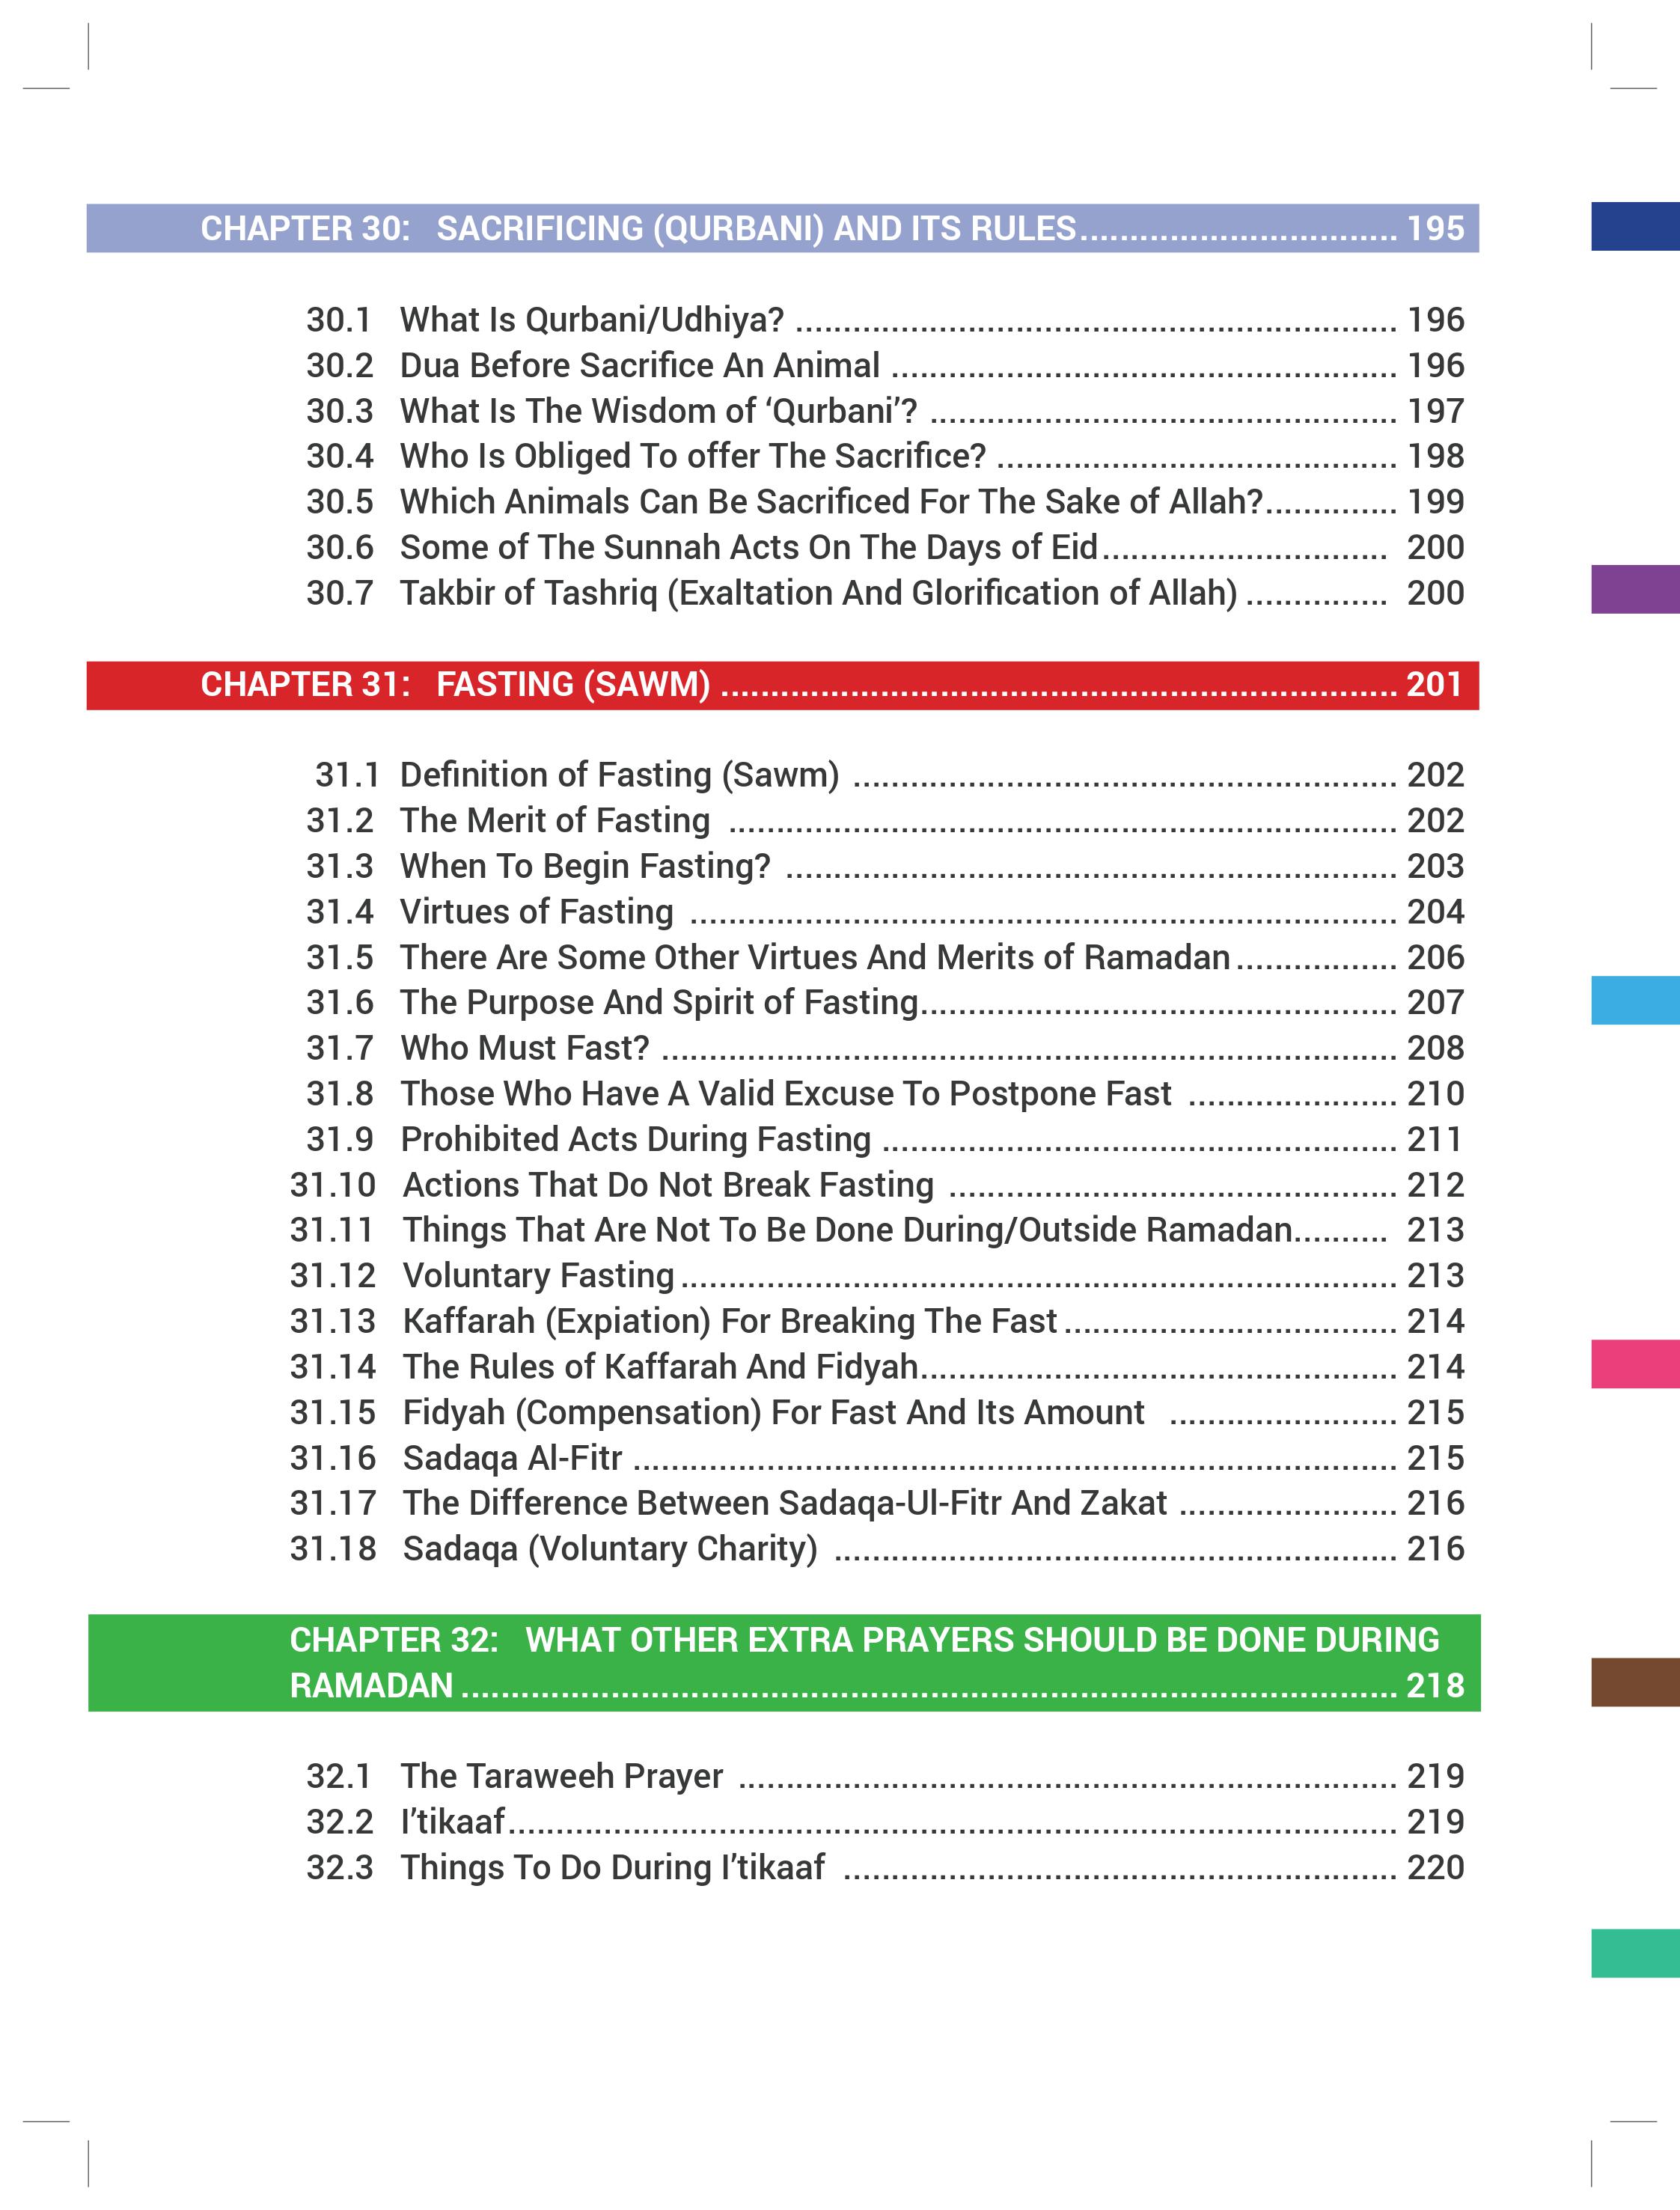 CHAPTER 30: SACRIFICING (QURBANI) AND ITS RULES................................ 195
30.1 What Is Qurbani/Udhiya? ............................................................... 196
30.2 Dua Before Sacrifice An Animal ..................................................... 196
30.3 What Is The Wisdom of ‘Qurbani’? ................................................. 197
30.4 Who Is Obliged To offer The Sacrifice? .......................................... 198
30.5 Which Animals Can Be Sacrificed For The Sake of Allah?.............. 199
30.6 Some of The Sunnah Acts On The Days of Eid.............................. 200
30.7 Takbir of Tashriq (Exaltation And Glorification of Allah) ............... 200
CHAPTER 31: FASTING (SAWM) .................................................................... 201
31.1 Definition of Fasting (Sawm) ......................................................... 202
31.2 The Merit of Fasting ...................................................................... 202
31.3 When To Begin Fasting? ................................................................ 203
31.4 Virtues of Fasting .......................................................................... 204
31.5 There Are Some Other Virtues And Merits of Ramadan................. 206
31.6 The Purpose And Spirit of Fasting.................................................. 207
31.7 Who Must Fast? ............................................................................. 208
31.8 Those Who Have A Valid Excuse To Postpone Fast ...................... 210
31.9 Prohibited Acts During Fasting ...................................................... 211
31.10 Actions That Do Not Break Fasting ............................................... 212
31.11 Things That Are Not To Be Done During/Outside Ramadan.......... 213
31.12 Voluntary Fasting........................................................................... 213
31.13 Kaffarah (Expiation) For Breaking The Fast................................... 214
31.14 The Rules of Kaffarah And Fidyah.................................................. 214
31.15 Fidyah (Compensation) For Fast And Its Amount ........................ 215
31.16 Sadaqa Al-Fitr ................................................................................ 215
31.17 The Difference Between Sadaqa-Ul-Fitr And Zakat ....................... 216
31.18 Sadaqa (Voluntary Charity) ........................................................... 216
CHAPTER 32: WHAT OTHER EXTRA PRAYERS SHOULD BE DONE DURING
RAMADAN .............................................................................................. 218
32.1 The Taraweeh Prayer ..................................................................... 219
32.2 I’tikaaf............................................................................................. 219
32.3 Things To Do During I’tikaaf .......................................................... 220